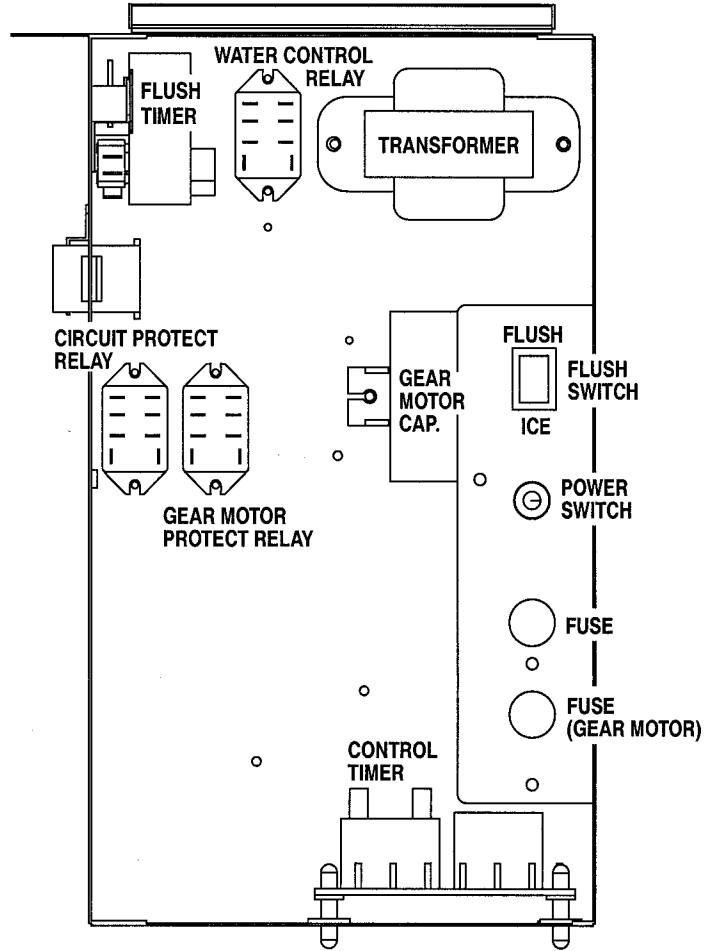 WATER CONTROL
RELAY
FLUSH
TIMER
TRANSFORMER
CIRCUIT PROTECT
RELAY
GEAR
MOTOR
CAP.
FLUSH
FLUSH
SWITCH
ICE
POWER
SWITCH
GEAR MOTOR
PROTECT RELAY
FUSE
FUSE
(GEAR MOTOR)
CONTROL
TIMER